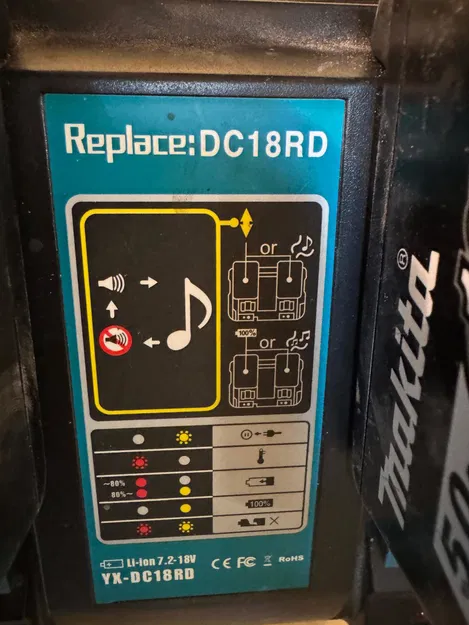 Replace:DC18RD
or
100%
or
~80%
80%~
100%
Li-ion 7.2-18V
CE FC RoHS
YX-DC18RD
makita®